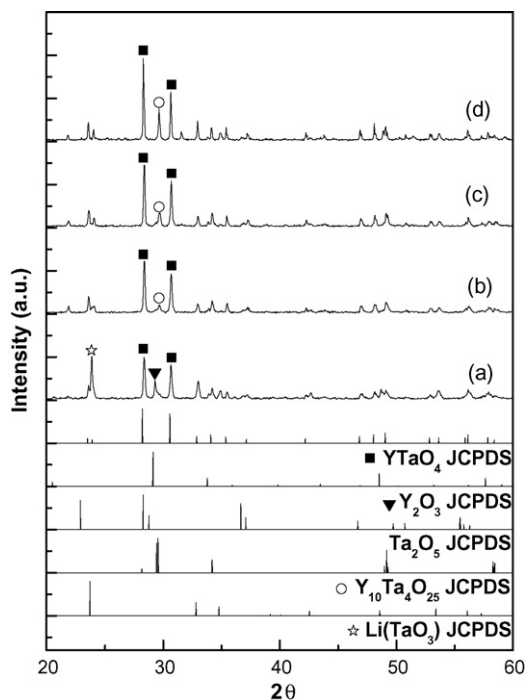 (d)
(c)
(b)
(a)
Intensity (a.u.)
■ YTaO₄ JCPDS
▼ Y₂O₃ JCPDS
Ta₂O₅ JCPDS
○ Y₁₀Ta₄O₂₅ JCPDS
☆ Li(TaO₃) JCPDS
20 30 40 50 60
2θ